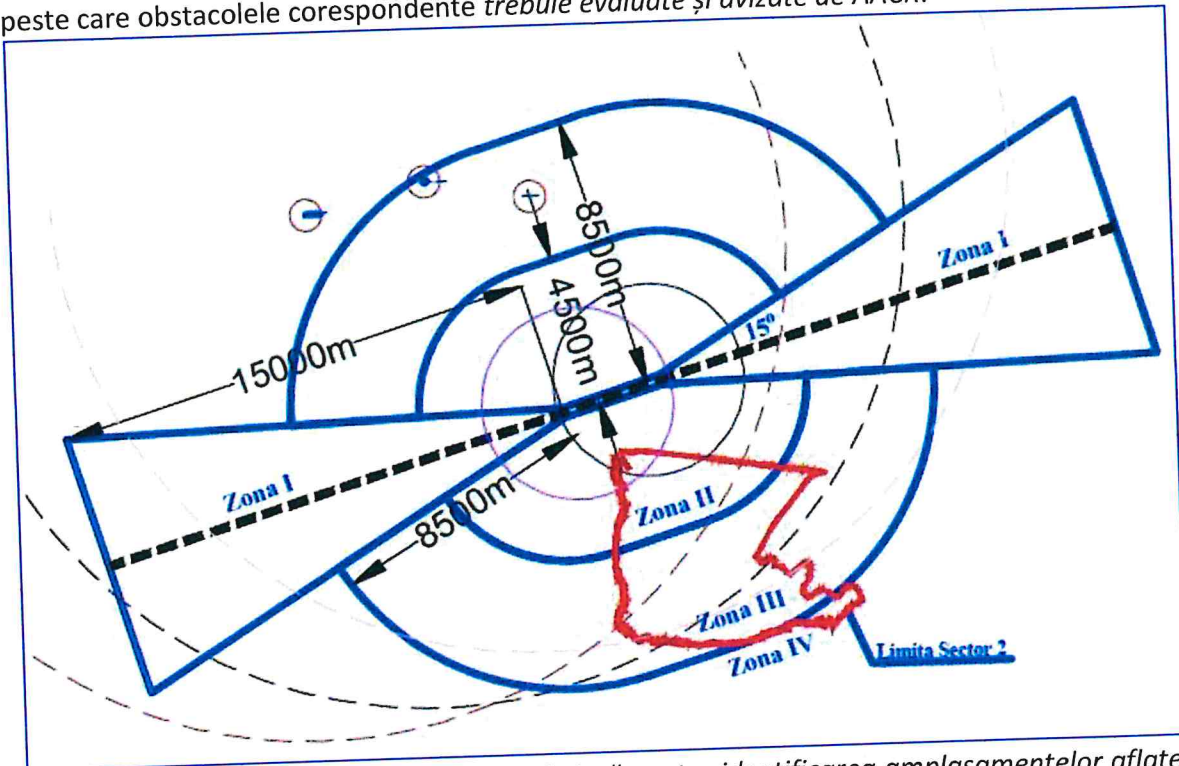 peste care obstacolele corespondente trebuie evaluate și avizate de AACR.
8500m
Zona I
4500m
15°
15000m
Zona I
8500m
Zona II
Zona III
Zona IV
Limita Sector 2
identificarea amplasamentelor aflate